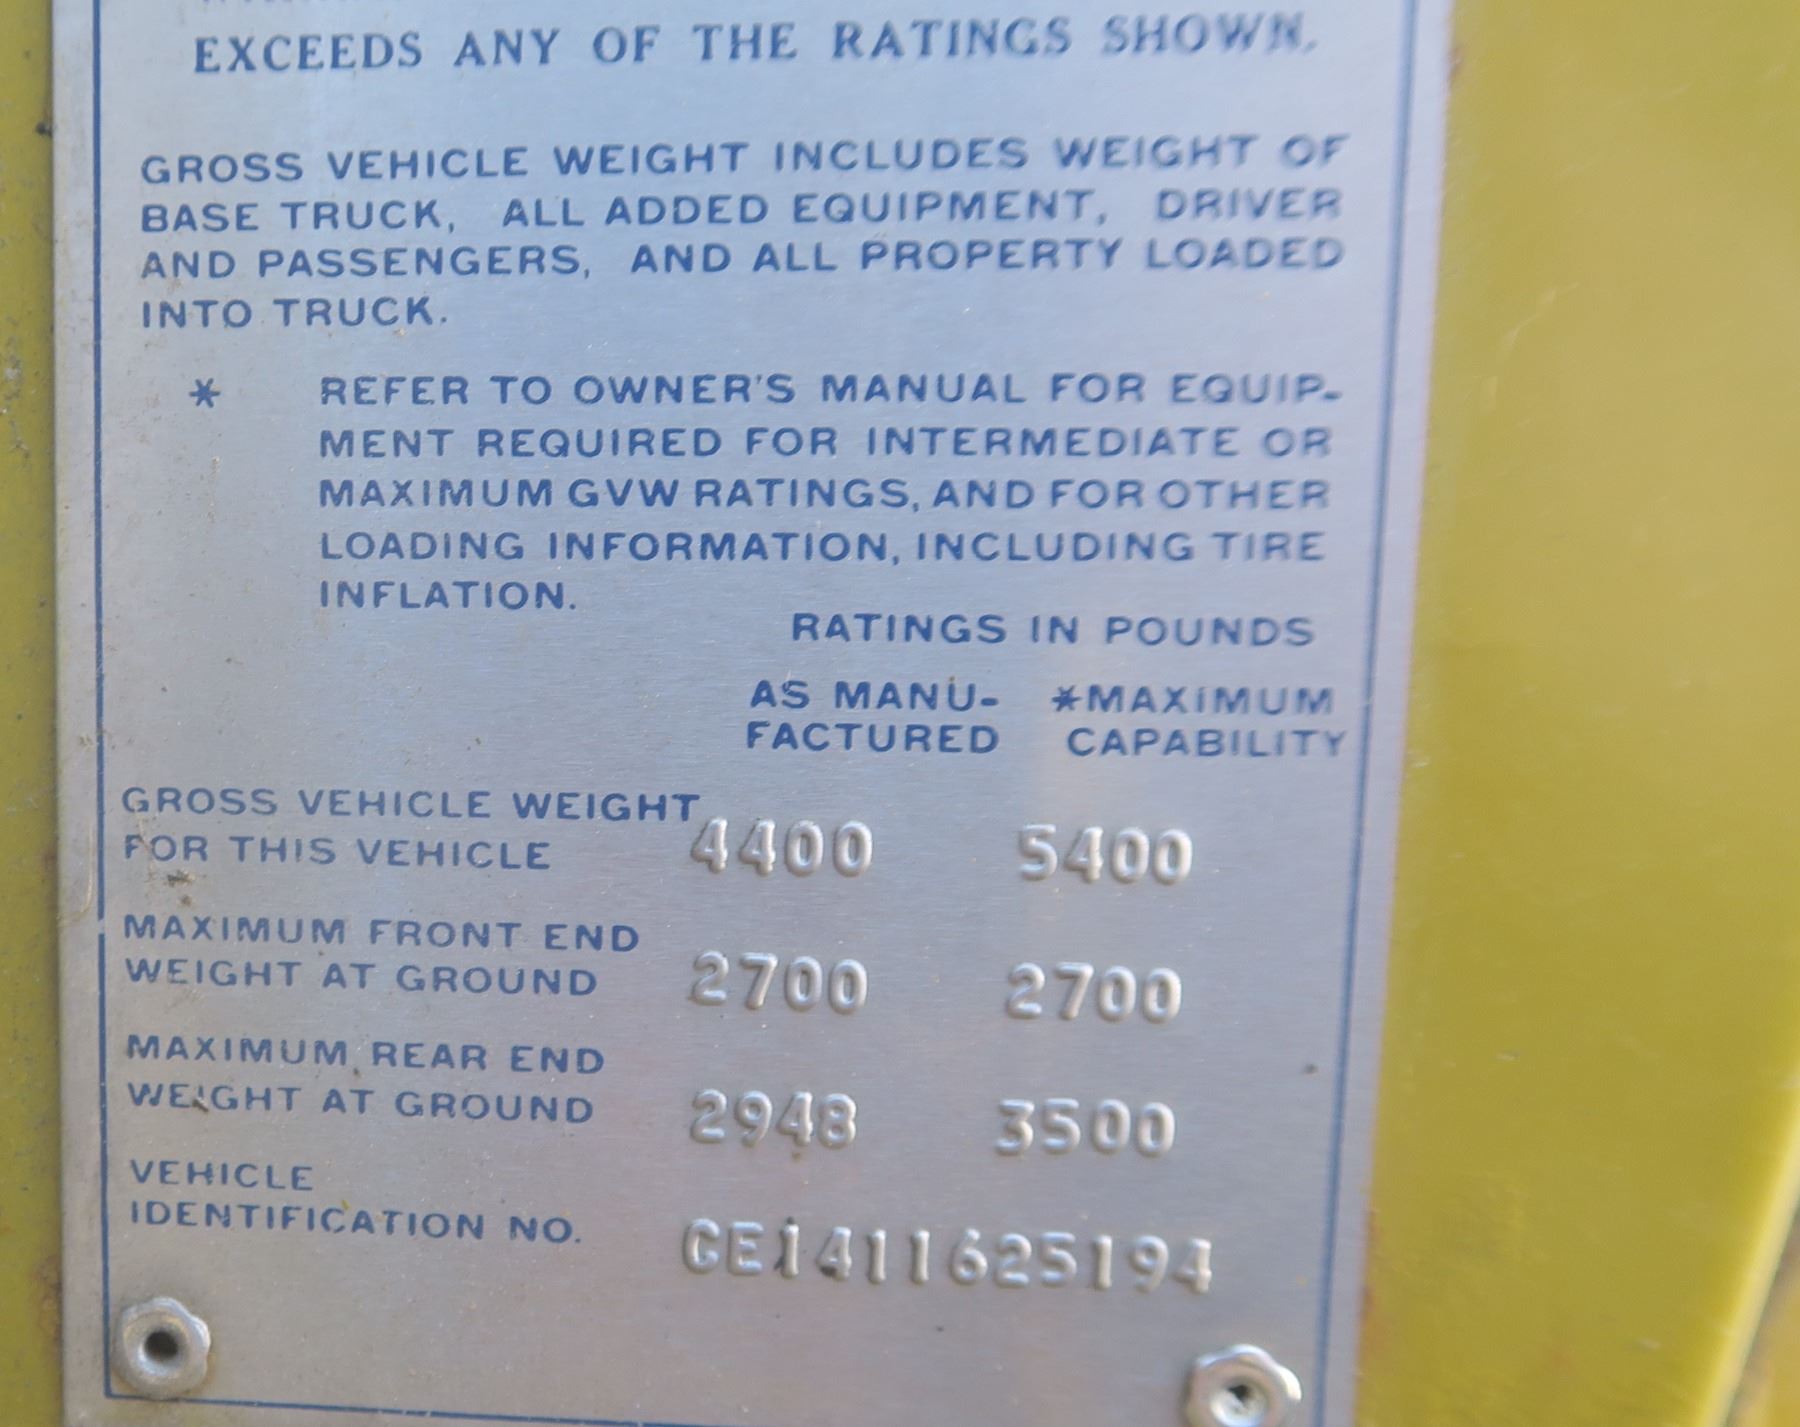 EXCEEDS ANY OF THE RATINGS SHOWN.
GROSS VEHICLE WEIGHT INCLUDES WEIGHT OF
BASE TRUCK, ALL ADDED EQUIPMENT, DRIVER
AND PASSENGERS, AND ALL PROPERTY LOADED
INTO TRUCK.
* REFER TO OWNER'S MANUAL FOR EQUIP-
MENT REQUIRED FOR INTERMEDIATE OR
MAXIMUM GVW RATINGS, AND FOR OTHER
LOADING INFORMATION, INCLUDING TIRE
INFLATION.
RATINGS IN POUNDS
AS MANU- *MAXIMUM
FACTURED CAPABILITY
GROSS VEHICLE WEIGHT
FOR THIS VEHICLE 4400 5400
MAXIMUM FRONT END
WEIGHT AT GROUND 2700 2700
MAXIMUM REAR END
WEIGHT AT GROUND 2948 3500
VEHICLE
IDENTIFICATION NO. CE1411625194